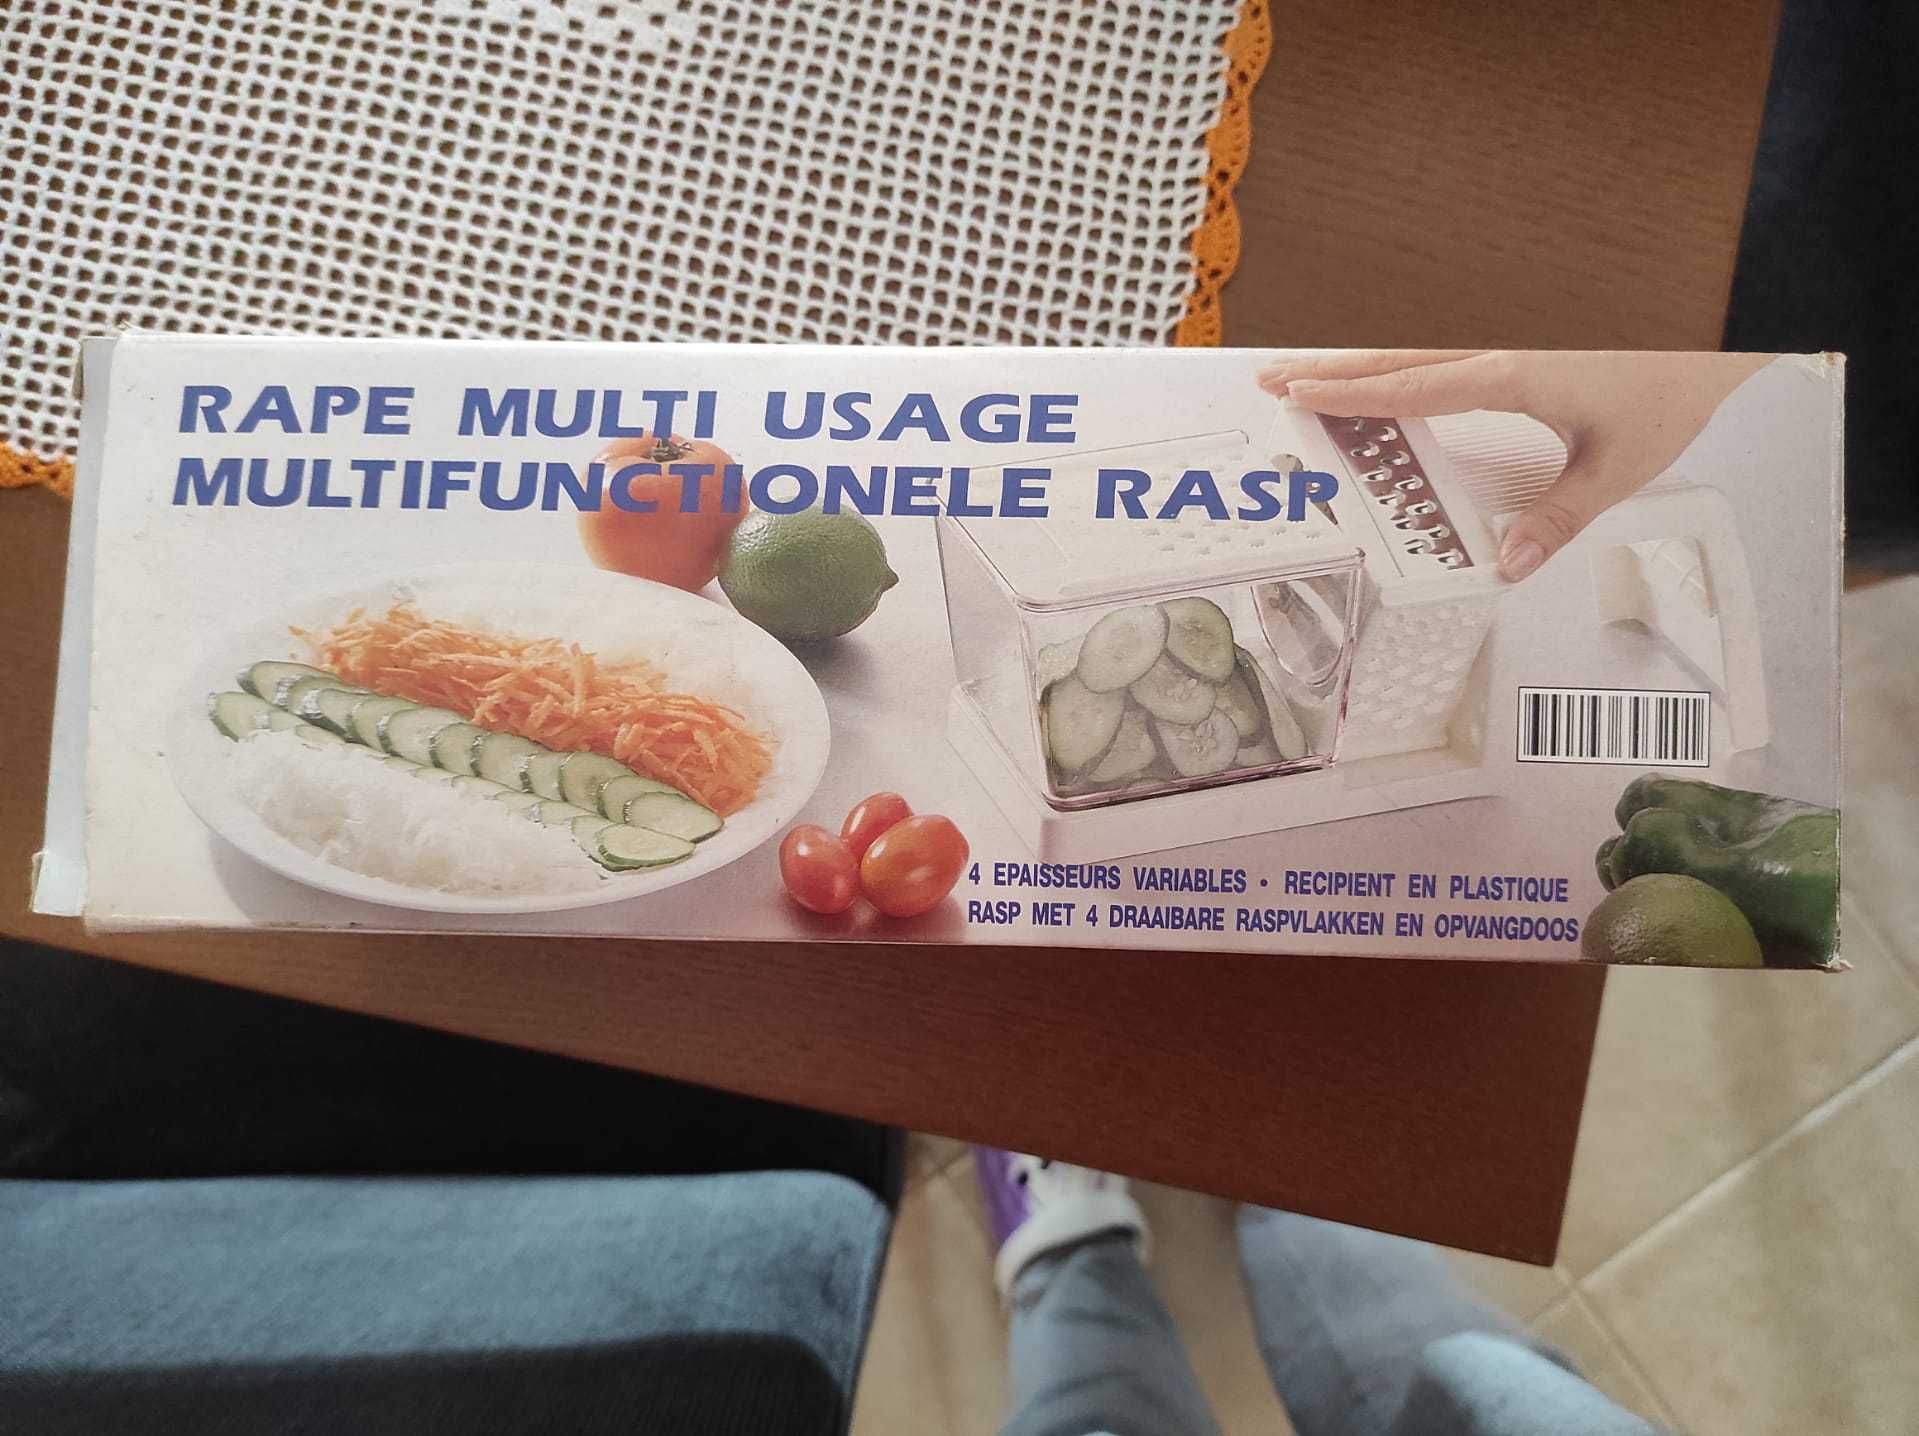 RAPE MULTI USAGE
MULTIFUNCTIONELE RASP
4 EPAISSEURS VARIABLES • RECIPIENT EN PLASTIQUE
RASP MET 4 DRAAIBARE RASPVLAKKEN EN OPVANGDOOS